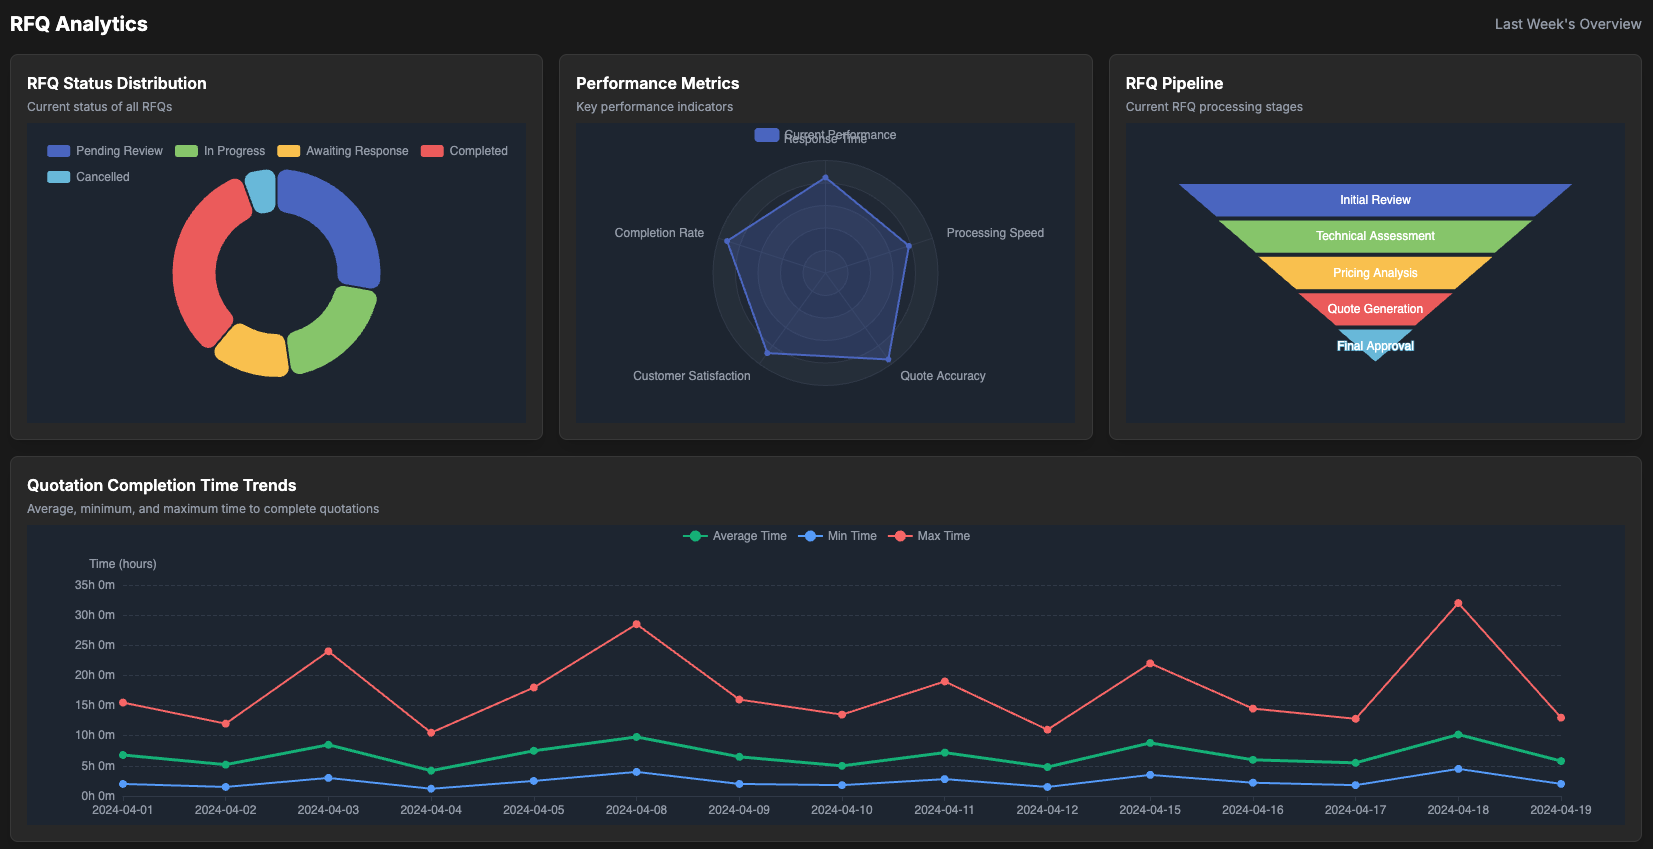 RFQ Analytics
Last Week's Overview
RFQ Status Distribution
Current status of all RFQs
Pending Review
In Progress
Awaiting Response
Completed
Cancelled
Performance Metrics
Key performance indicators
Current Performance
Response Time
Processing Speed
Quote Accuracy
Customer Satisfaction
Completion Rate
RFQ Pipeline
Current RFQ processing stages
Initial Review
Technical Assessment
Pricing Analysis
Quote Generation
Final Approval
Quotation Completion Time Trends
Average, minimum, and maximum time to complete quotations
Average Time
Min Time
Max Time
Time (hours)
35h 0m
30h 0m
25h 0m
20h 0m
15h 0m
10h 0m
5h 0m
0h 0m
2024-04-01
2024-04-02
2024-04-03
2024-04-04
2024-04-05
2024-04-08
2024-04-09
2024-04-10
2024-04-11
2024-04-12
2024-04-15
2024-04-16
2024-04-17
2024-04-18
2024-04-19